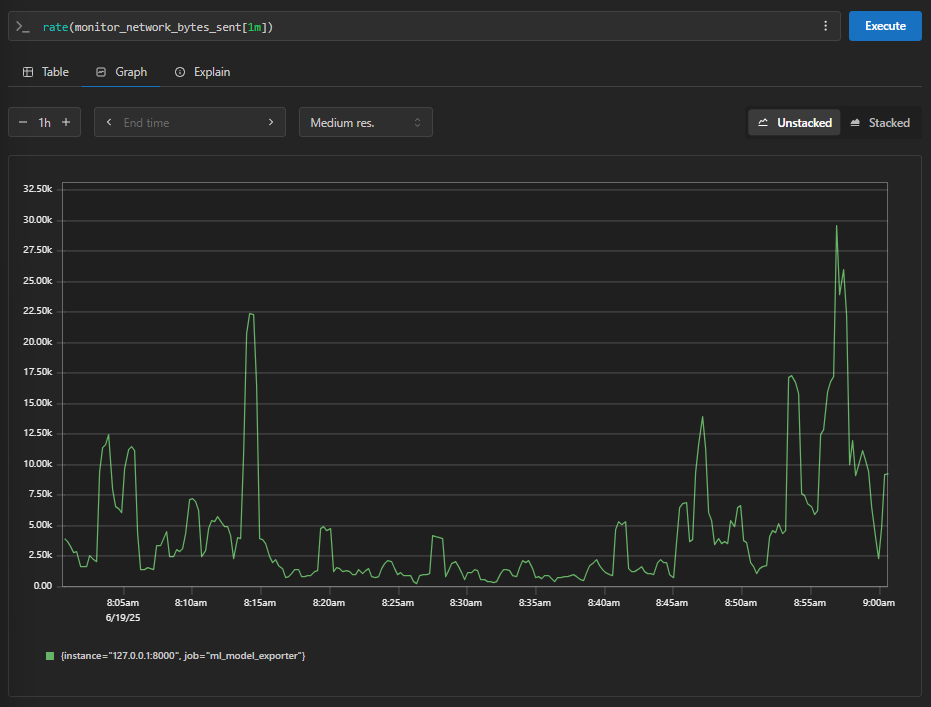 >_ rate(monitor_network_bytes_sent[1m])
Execute
Table Graph Explain
− 1h + < End time > Medium res. Unstacked Stacked
32.50k
30.00k
27.50k
25.00k
22.50k
20.00k
17.50k
15.00k
12.50k
10.00k
7.50k
5.00k
2.50k
0.00
8:05am 8:10am 8:15am 8:20am 8:25am 8:30am 8:35am 8:40am 8:45am 8:50am 8:55am 9:00am
6/19/25
{instance="127.0.0.1:8000", job="ml_model_exporter"}